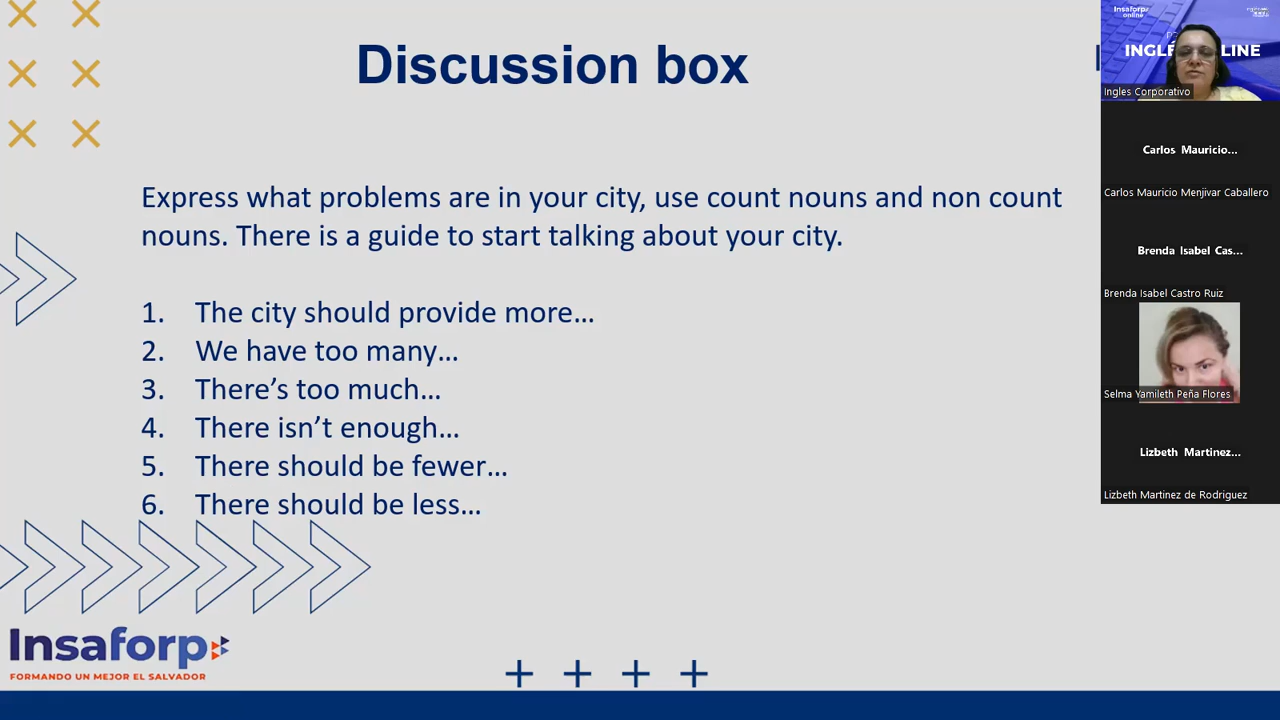 Discussion box
Express what problems are in your city, use count nouns and non count
nouns. There is a guide to start talking about your city.
1. The city should provide more…
2. We have too many…
3. There’s too much…
4. There isn’t enough…
5. There should be fewer…
6. There should be less…
Insaforp
FORMANDO UN MEJOR EL SALVADOR
Insaforp
online
INGLÉ LINE
Ingles Corporativo
Carlos Mauricio...
Carlos Mauricio Menjivar Caballero
Brenda Isabel Cas...
Brenda Isabel Castro Ruiz
Selma Yamileth Peña Flores
Lizbeth Martinez...
Lizbeth Martinez de Rodriguez